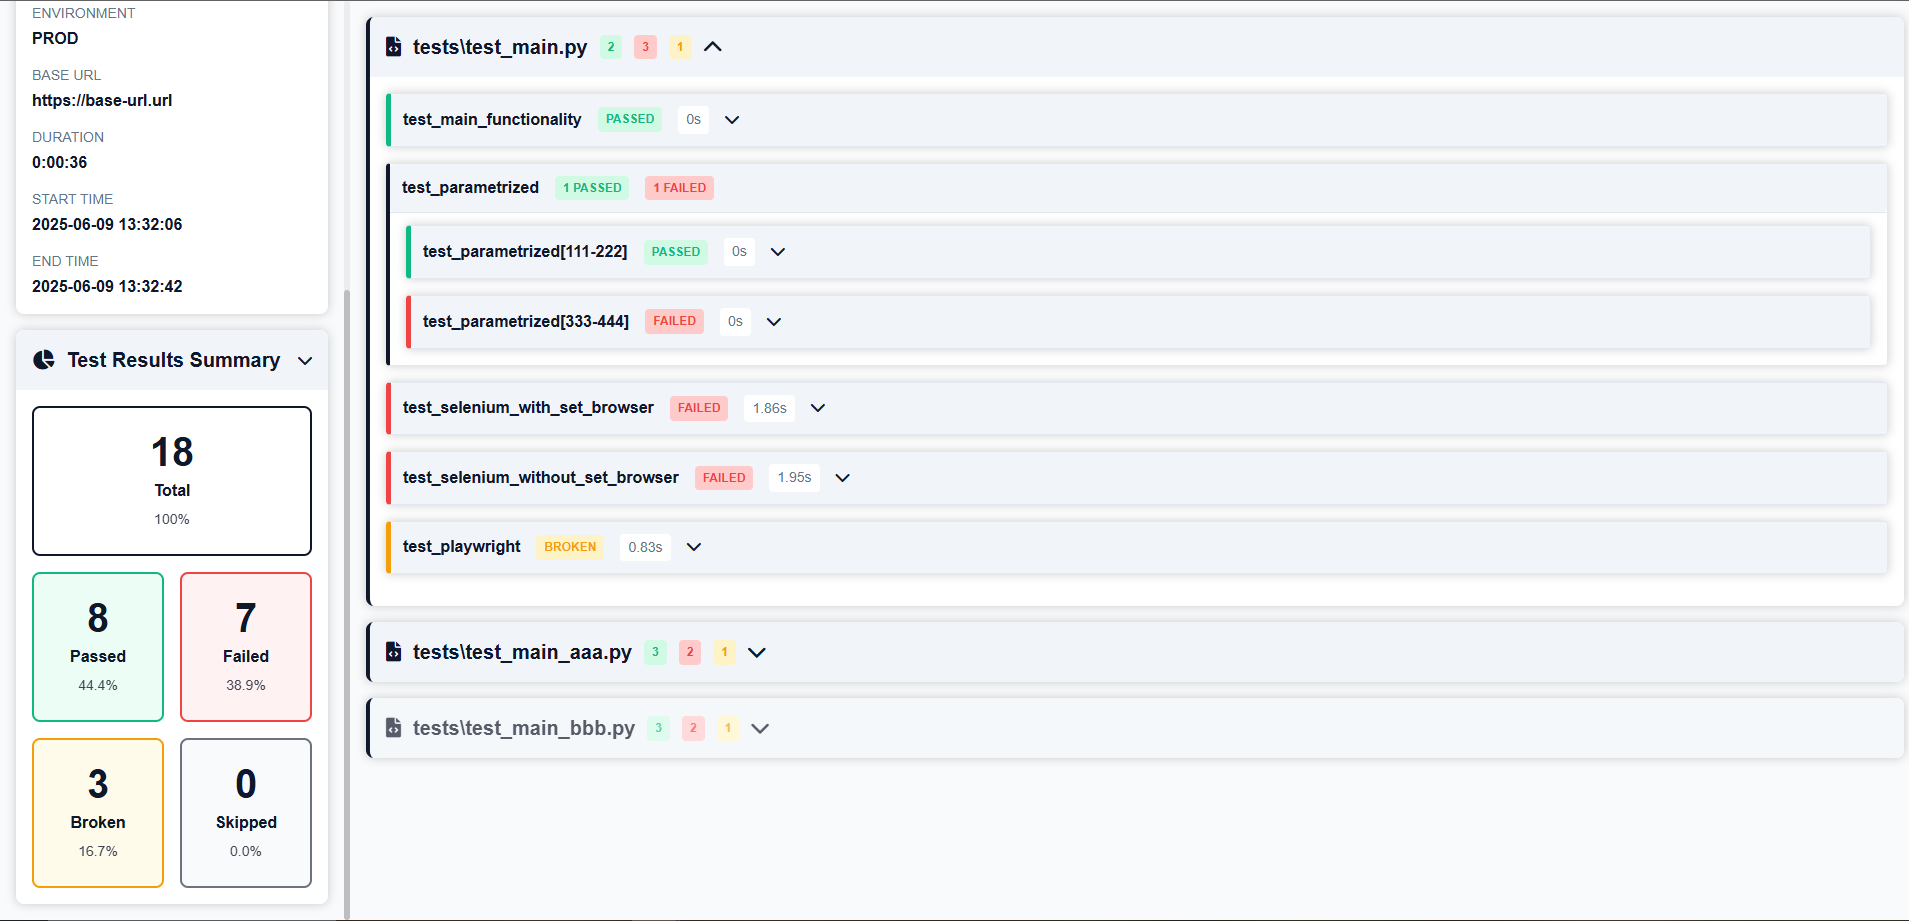 ENVIRONMENT
PROD
BASE URL
https://base-url.url
DURATION
0:00:36
START TIME
2025-06-09 13:32:06
END TIME
2025-06-09 13:32:42
Test Results Summary
18
Total
100%
8
Passed
44.4%
7
Failed
38.9%
3
Broken
16.7%
0
Skipped
0.0%
tests\test_main.py 2 3 1
test_main_functionality PASSED 0s
test_parametrized 1 PASSED 1 FAILED
test_parametrized[111-222] PASSED 0s
test_parametrized[333-444] FAILED 0s
test_selenium_with_set_browser FAILED 1.86s
test_selenium_without_set_browser FAILED 1.95s
test_playwright BROKEN 0.83s
tests\test_main_aaa.py 3 2 1
tests\test_main_bbb.py 3 2 1